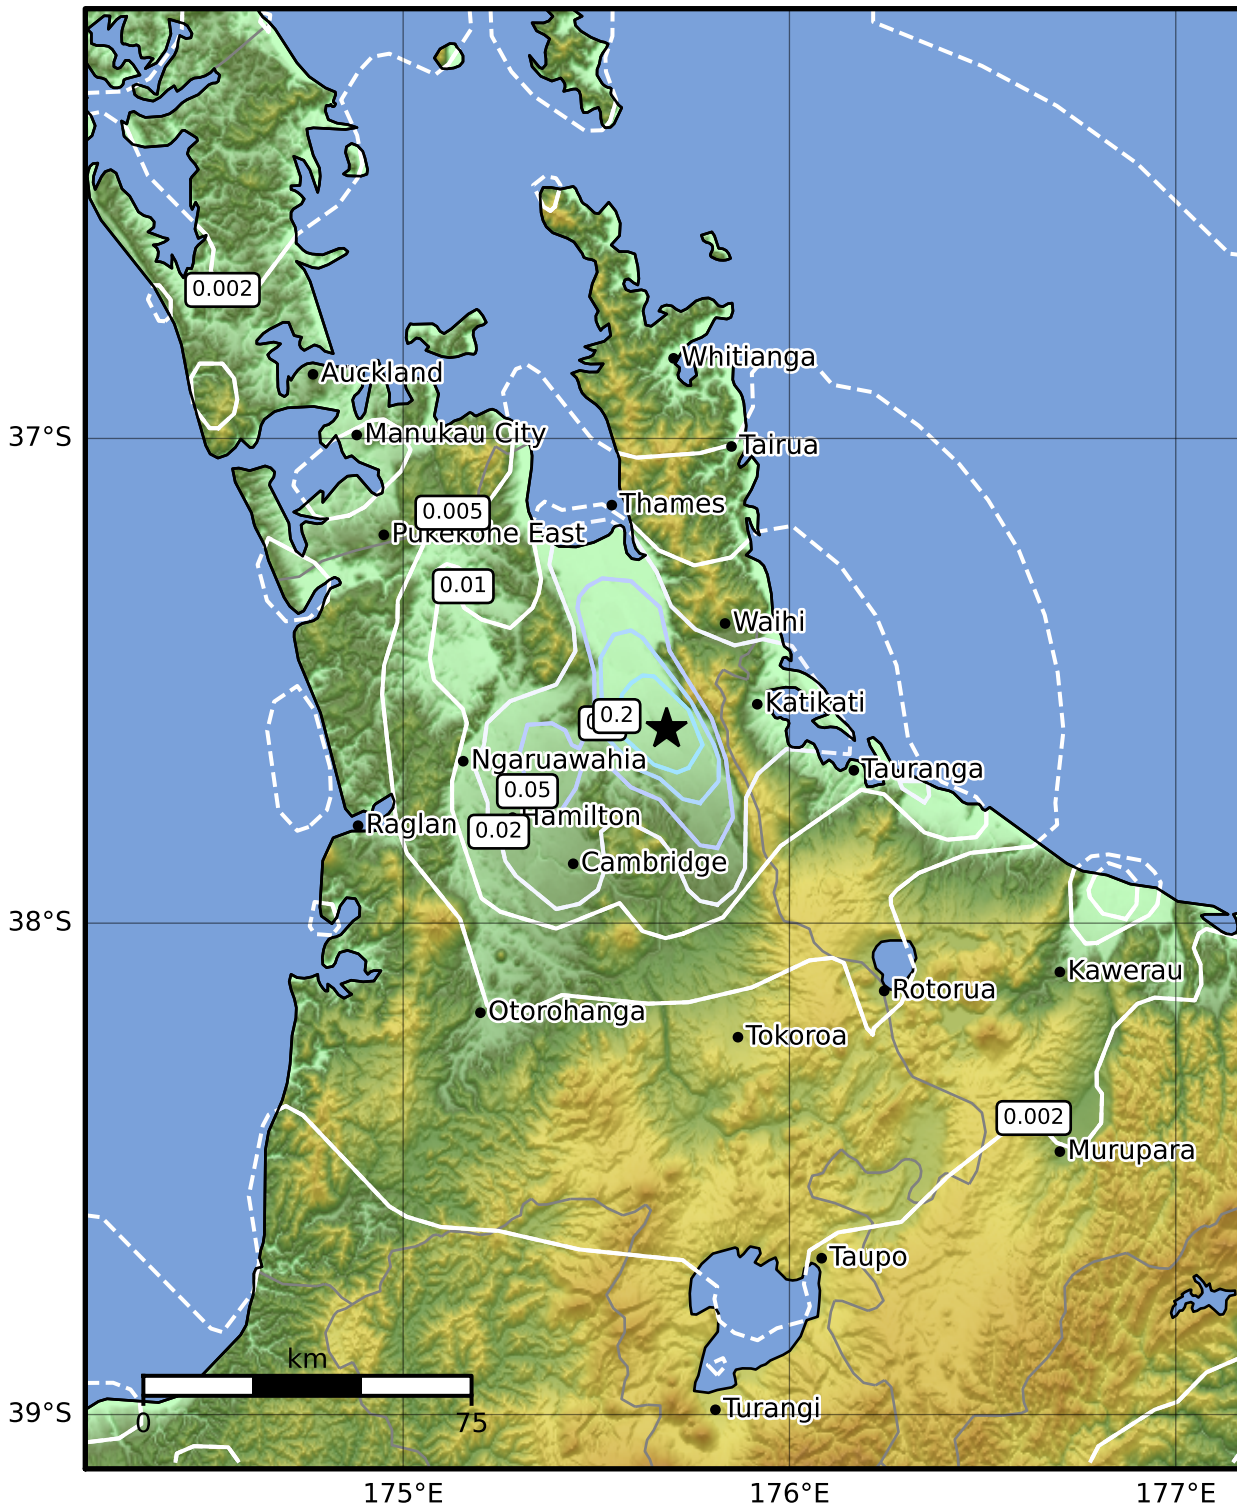 0.002
Whitianga
Auckland
37°S
Manukau City
Tairua
Thames
0.005
Pukekohe East
0.01
Waihi
Katikati
0.2
Ngaruawahia
Tauranga
0.05
Hamilton
Raglan
0.02
Cambridge
38°S
Kawerau
Rotorua
Otorohanga
Tokoroa
0.002
Murupara
Taupo
km
0
75
Turangi
39°S
175°E
176°E
177°E